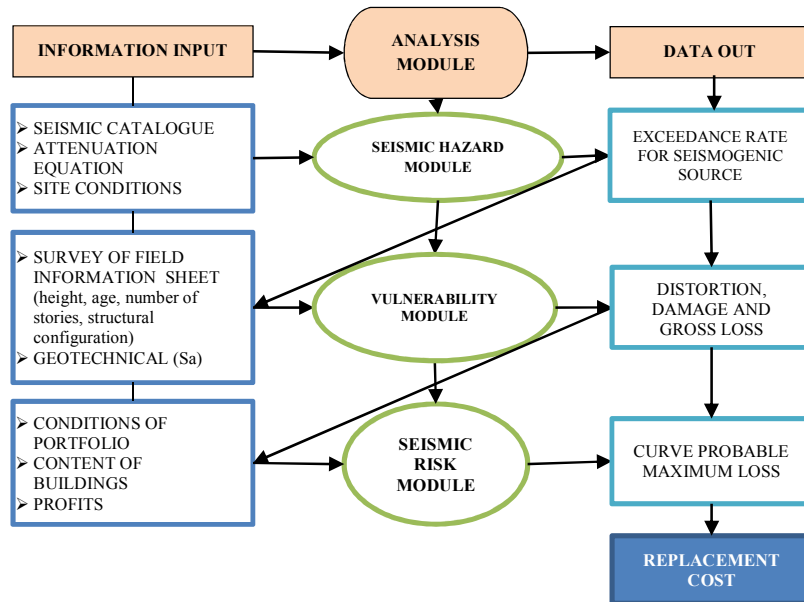 INFORMATION INPUT
ANALYSIS
MODULE
DATA OUT
➢ SEISMIC CATALOGUE
➢ ATTENUATION
EQUATION
➢ SITE CONDITIONS
SEISMIC HAZARD
MODULE
EXCEEDANCE RATE
FOR SEISMOGENIC
SOURCE
➢ SURVEY OF FIELD
INFORMATION SHEET
(height, age, number of
stories, structural
configuration)
➢ GEOTECHNICAL (Sa)
VULNERABILITY
MODULE
DISTORTION,
DAMAGE AND
GROSS LOSS
➢ CONDITIONS OF
PORTFOLIO
➢ CONTENT OF
BUILDINGS
➢ PROFITS
SEISMIC
RISK
MODULE
CURVE PROBABLE
MAXIMUM LOSS
REPLACEMENT
COST